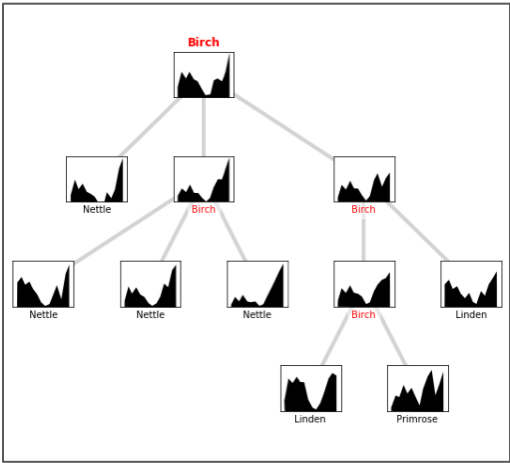 Birch
Nettle
Birch
Birch
Nettle
Nettle
Nettle
Birch
Linden
Linden
Primrose